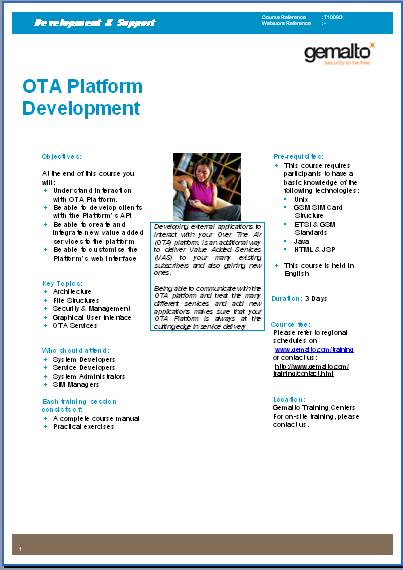 Development & Support
Course Reference : T1009O
Webstore Reference : -
gemalto
security to be free
OTA Platform
Development
Objectives:
At the end of this course you
will:
Understand interaction
with OTA Platform.
Be able to develop clients
with the Platform's API
Be able to create and
integrate new value added
services to the platform
Be able to customise the
Platform's web interface
Key Topics:
Architecture
File Structures
Security & Management
Graphical User Interface
OTA Services
Who should attend:
System Developers
Service Developers
System Administrators
SIM Managers
Each training session
consists of:
A complete course manual
Practical exercises
Developing external applications to
interact with your Over The Air
(OTA) platform, is an additional way
to deliver Value Added Services
(VAS) to your many existing
subscribers and also gaining new
ones.
Being able to communicate with the
OTA platform and treat the many
different services and add new
applications makes sure that your
OTA Platform is always at the
cutting edge in service delivery
Pre-requisites:
This course requires
participants to have a
basic knowledge of the
following technologies:
Unix
GSM SIM Card
Structure
ETSI & GSM
Standards
Java
HTML & JSP
This course is held in
English
Duration: 3 Days
Course fee:
Please refer to regional
schedules on
www.gemalto.com/training
or contact us:
http://www.gemalto.com/
training/contact.html
Location:
Gemalto Training Centers
For on-site training, please
contact us.
1